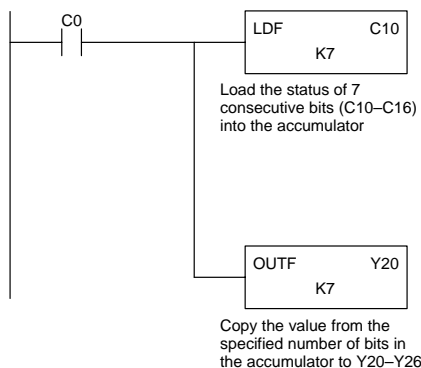 C0
LDF C10
K7
Load the status of 7
consecutive bits (C10–C16)
into the accumulator
OUTF Y20
K7
Copy the value from the
specified number of bits in
the accumulator to Y20–Y26